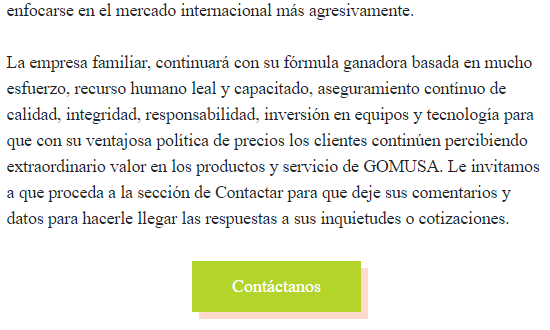 enfocarse en el mercado internacional más agresivamente.
La empresa familiar, continuará con su fórmula ganadora basada en mucho
esfuerzo, recurso humano leal y capacitado, aseguramiento contínuo de
calidad, integridad, responsabilidad, inversión en equipos y tecnología para
que con su ventajosa política de precios los clientes continúen percibiendo
extraordinario valor en los productos y servicio de GOMUSA. Le invitamos
a que proceda a la sección de Contactar para que deje sus comentarios y
datos para hacerle llegar las respuestas a sus inquietudes o cotizaciones.
Contáctanos